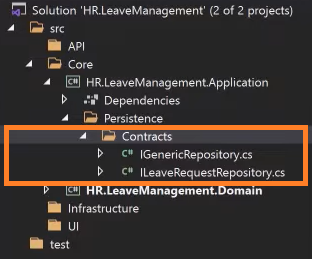 Solution 'HR.LeaveManagement' (2 of 2 projects)
src
API
Core
HR.LeaveManagement.Application
Dependencies
Persistence
Contracts
C# IGenericRepository.cs
C# ILeaveRequestRepository.cs
HR.LeaveManagement.Domain
Infrastructure
UI
test